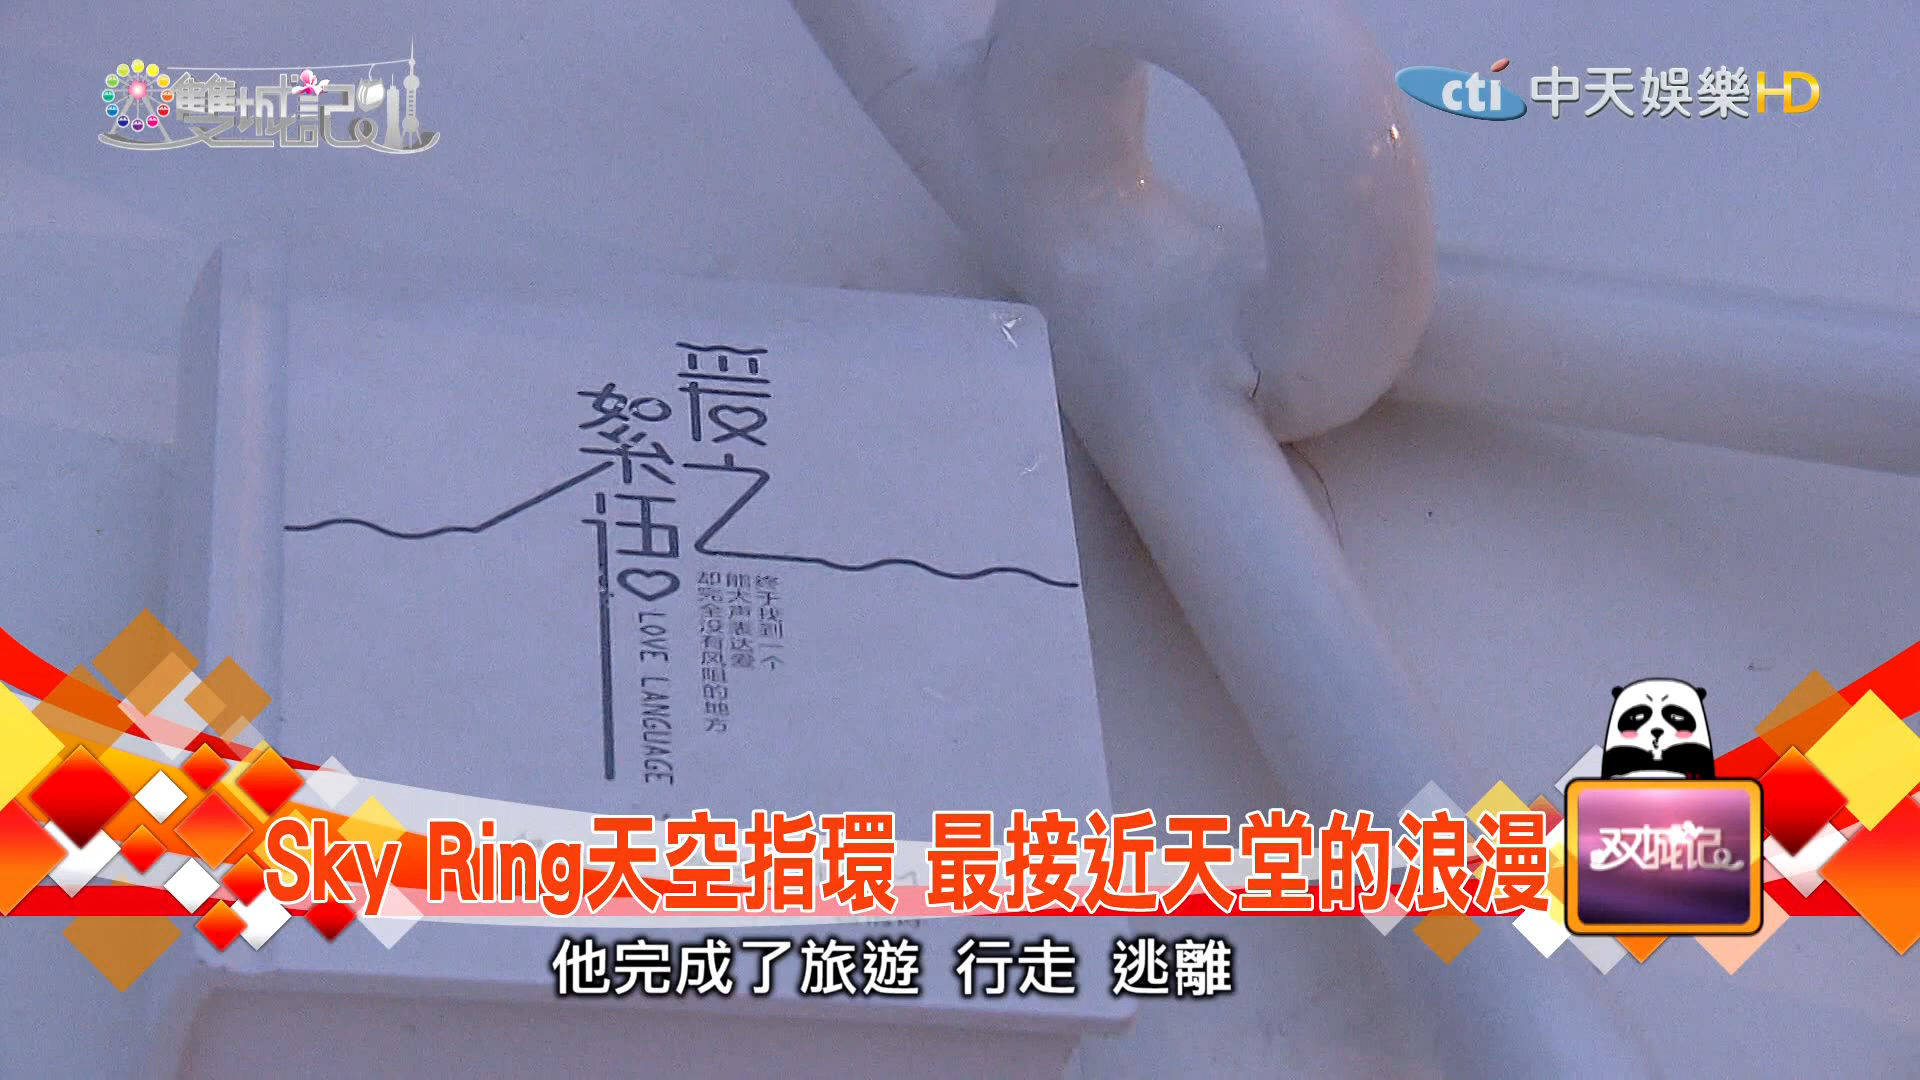 雙城記
cti 中天娛樂HD
最之
絮语
LOVE LANGUAGE
终于找到一个
能大声表达爱
却完全没有风阻的地方
Sky Ring天空指環 最接近天堂的浪漫
双城记
他完成了旅遊 行走 逃離